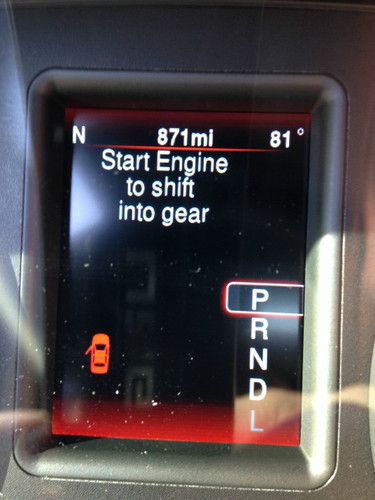 N 871mi 81°
Start Engine
to shift
into gear
P
R
N
D
L